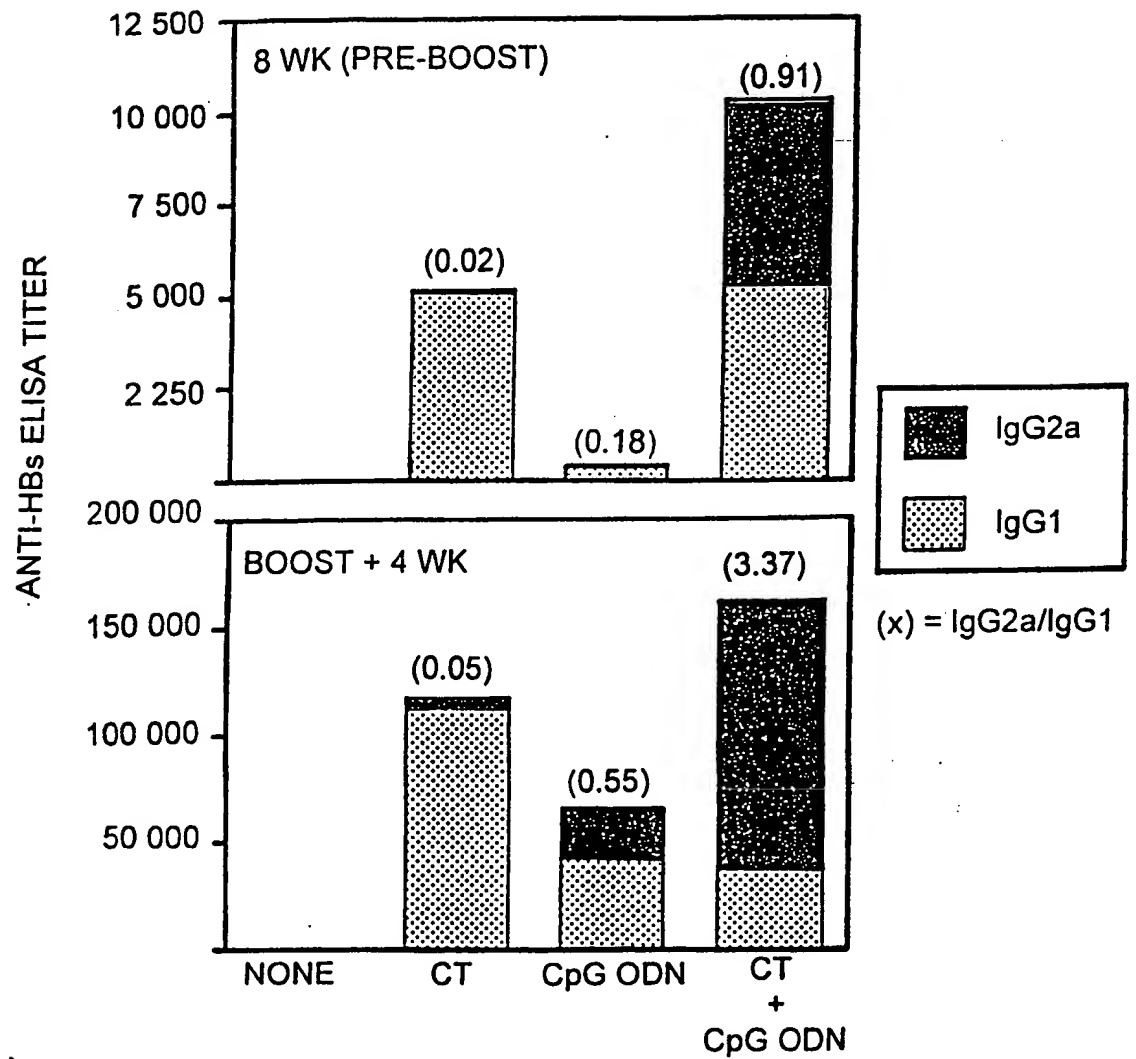 ANTI-HBs ELISA TITER
12 500
10 000
7 500
5 000
2 250
8 WK (PRE-BOOST)
(0.02)
(0.18)
(0.91)
200 000
150 000
100 000
50 000
BOOST + 4 WK
(0.05)
(0.55)
(3.37)
NONE
CT
CpG ODN
CT
+
CpG ODN
IgG2a
IgG1
(x) = IgG2a/IgG1